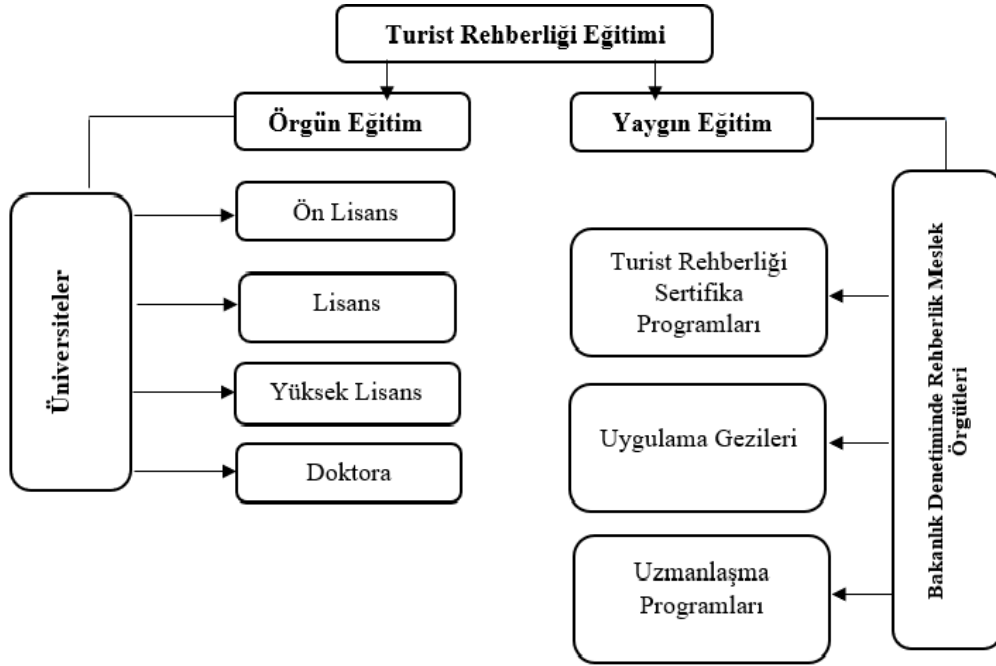 Turist Rehberliği Eğitimi
Örgün Eğitim
Yaygın Eğitim
Üniversiteler
Ön Lisans
Lisans
Yüksek Lisans
Doktora
Turist Rehberliği
Sertifika
Programları
Uygulama Gezileri
Uzmanlaşma
Programları
Bakanlık Denetiminde Rehberlik Meslek
Örgütleri